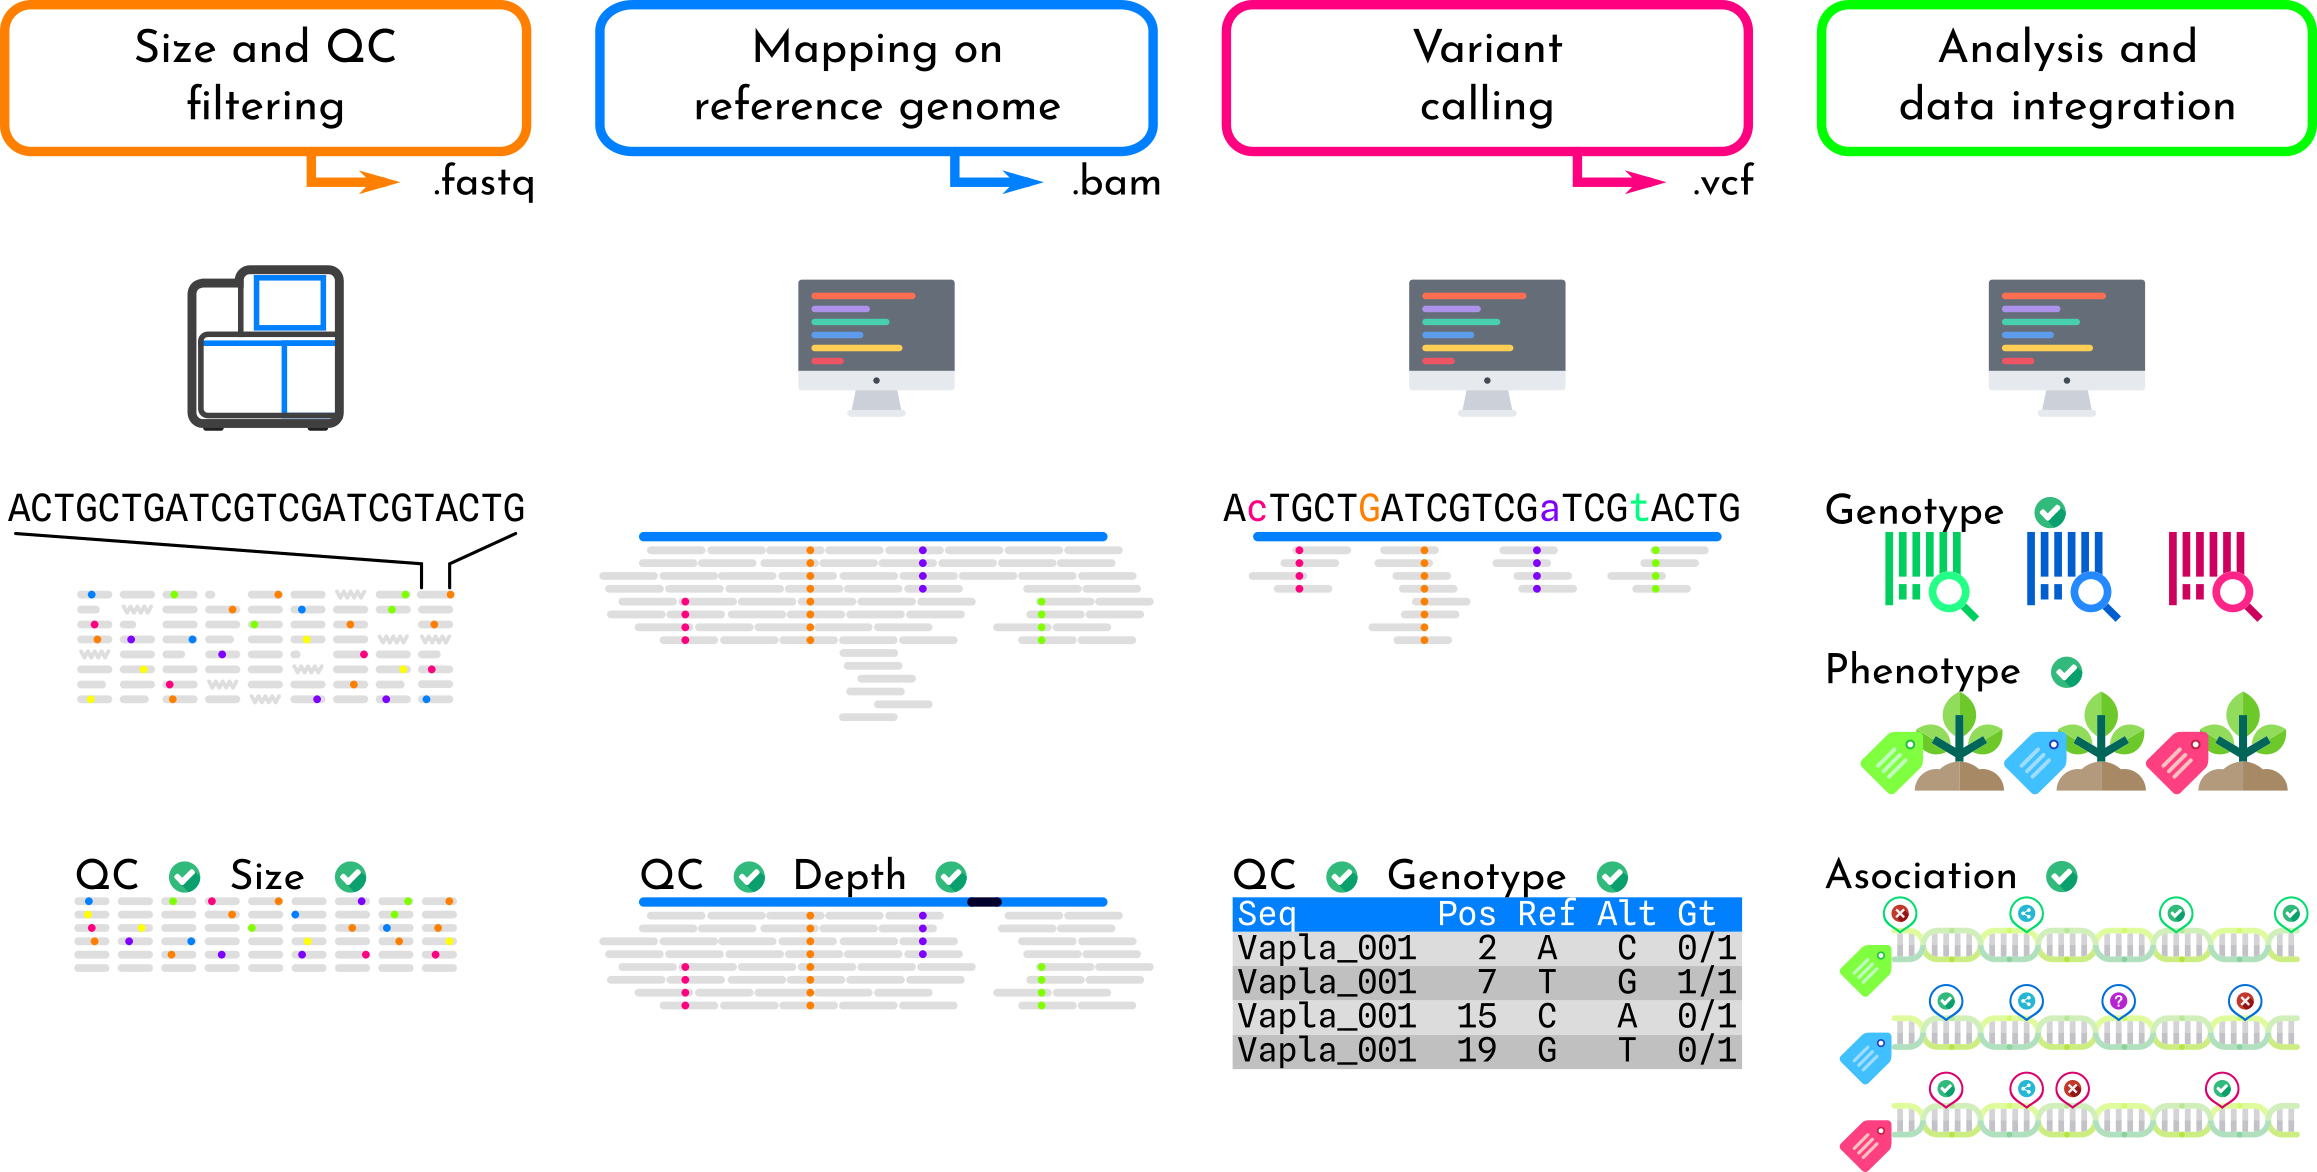 Size and QC
filtering
.fastq
Mapping on
reference genome
.bam
Variant
calling
.vcf
Analysis and
data integration
ACTGCTGATCGTCGATCGTACTG
QC Size
QC Depth
AcTGCTGATCGTCGaTCGtACTG
QC Genotype
Seq Pos Ref Alt Gt
Vapla_001 2 A C 0/1
Vapla_001 7 T G 1/1
Vapla_001 15 C A 0/1
Vapla_001 19 G T 0/1
Genotype
Phenotype
Asociation
?